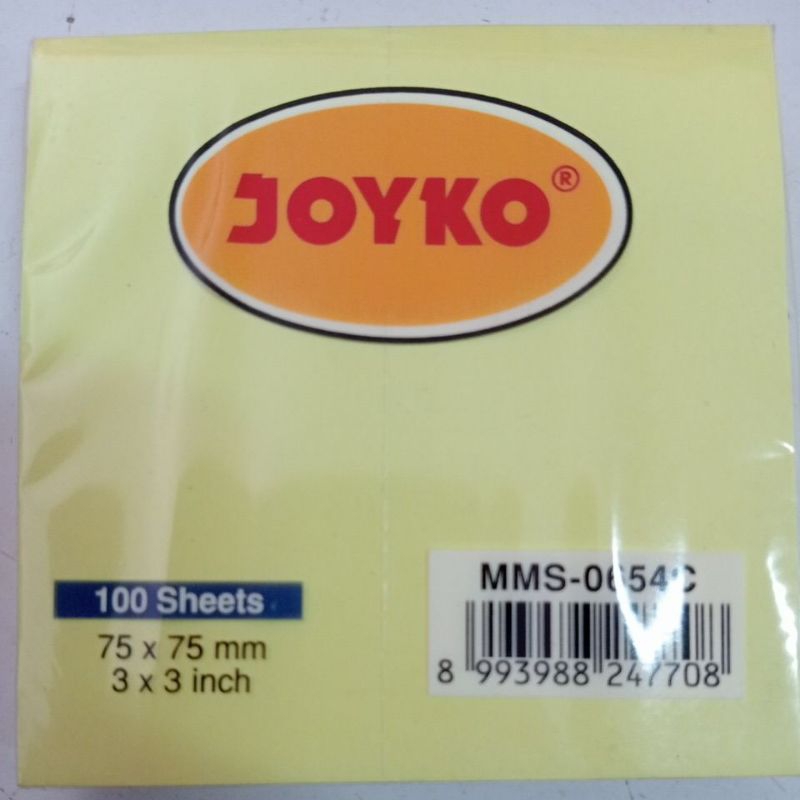 JOYKO®
100 Sheets
75 x 75 mm
3 x 3 inch
MMS-0654C
8 993988 247708